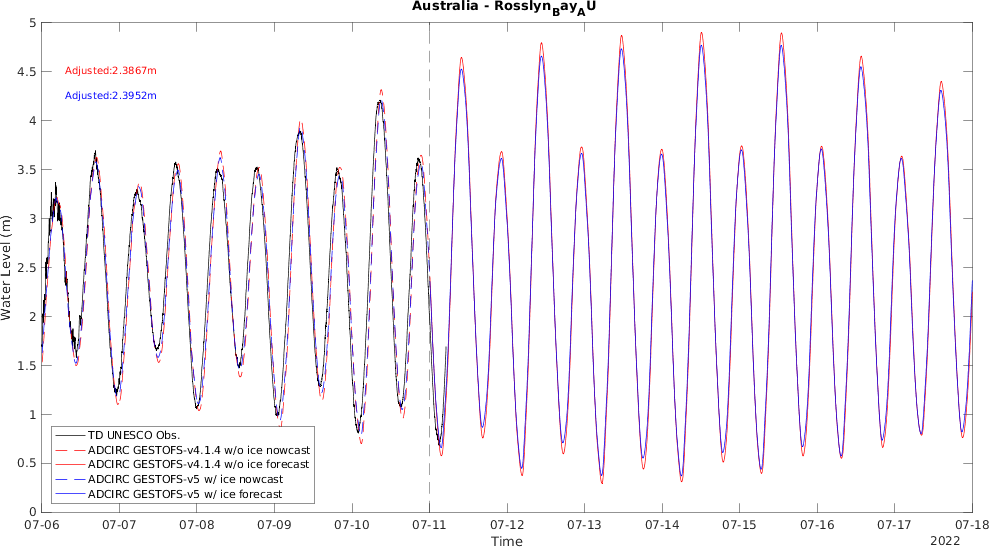 Australia - RosslynBayAU
Adjusted:2.3867m
Adjusted:2.3952m
Water Level (m)
5
4.5
4
3.5
3
2.5
2
1.5
1
0.5
0
TD UNESCO Obs.
ADCIRC GESTOFS-v4.1.4 w/o ice nowcast
ADCIRC GESTOFS-v4.1.4 w/o ice forecast
ADCIRC GESTOFS-v5 w/ ice nowcast
ADCIRC GESTOFS-v5 w/ ice forecast
07-06 07-07 07-08 07-09 07-10 07-11 07-12 07-13 07-14 07-15 07-16 07-17 07-18
Time
2022